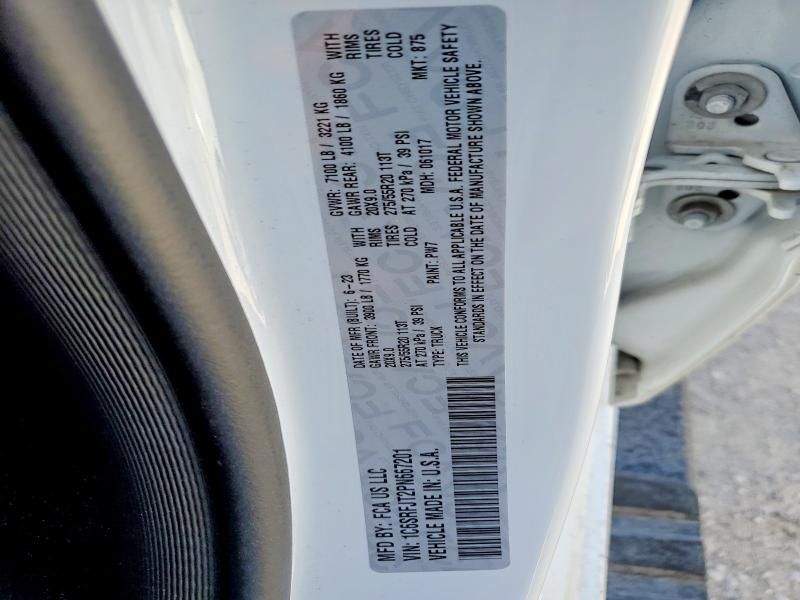 MFD BY: FCA US LLC
DATE OF MFR (BUILT): 6-23
GVWR: 7100 LB / 3221 KG
GAWR FRONT: 3900 LB / 1770 KG WITH
GAWR REAR: 4100 LB / 1860 KG WITH
20X9.0 RIMS
20X9.0 RIMS
275/55R20 113T TIRES
275/55R20 113T TIRES
AT 270 kPa / 39 PSI COLD
AT 270 kPa / 39 PSI COLD
VIN: 1C6SRFJT2PN667201
TYPE: TRUCK
PAINT: PW7
MDH: 061017
MKT: 875
VEHICLE MADE IN: U.S.A.
THIS VEHICLE CONFORMS TO ALL APPLICABLE U.S.A. FEDERAL MOTOR VEHICLE SAFETY
STANDARDS IN EFFECT ON THE DATE OF MANUFACTURE SHOWN ABOVE.